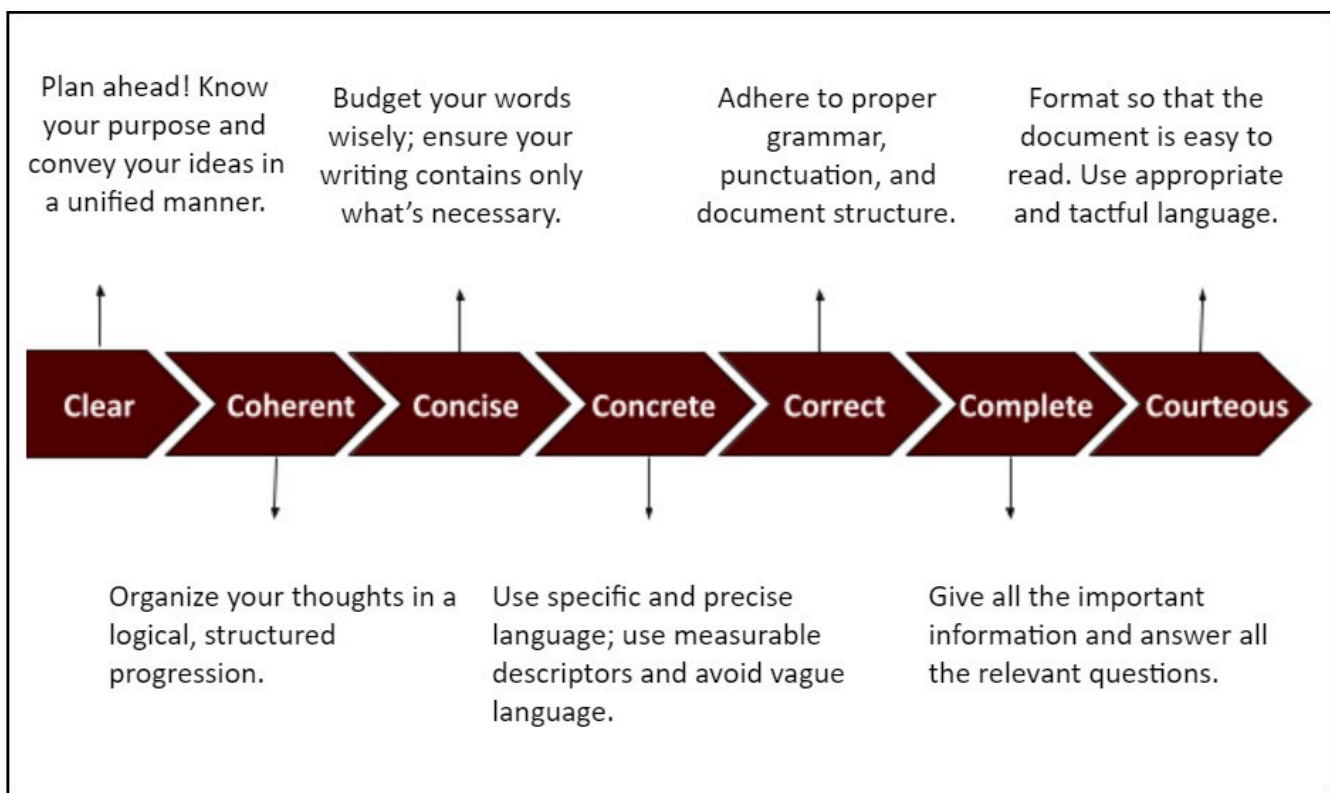 Plan ahead! Know
your purpose and
convey your ideas in
a unified manner.
Budget your words
wisely; ensure your
writing contains only
what's necessary.
Adhere to proper
grammar,
punctuation, and
document structure.
Format so that the
document is easy to
read. Use appropriate
and tactful language.
Clear
Coherent
Concise
Concrete
Correct
Complete
Courteous
Organize your thoughts in a
logical, structured
progression.
Use specific and precise
language; use measurable
descriptors and avoid vague
language.
Give all the important
information and answer all
the relevant questions.